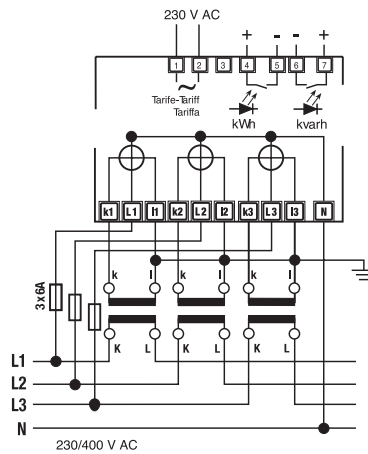 230 V AC
+ - - +
1 2 3 4 5 6 7
~
Tarife-Tariff
Tariffa
kWh kvarh
k1 L1 l1 k2 L2 l2 k3 L3 l3 N
3 x 6A
k l k l k l
K L K L K L
L1
L2
L3
N
230/400 V AC